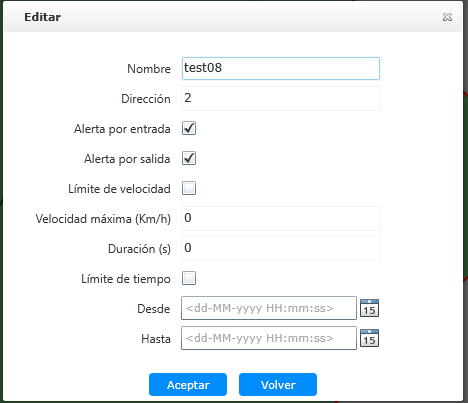 Editar
Nombre test08
Dirección 2
Alerta por entrada
Alerta por salida
Límite de velocidad
Velocidad máxima (Km/h) 0
Duración (s) 0
Límite de tiempo
Desde <dd-MM-yyyy HH:mm:ss> 15
Hasta <dd-MM-yyyy HH:mm:ss> 15
Aceptar Volver